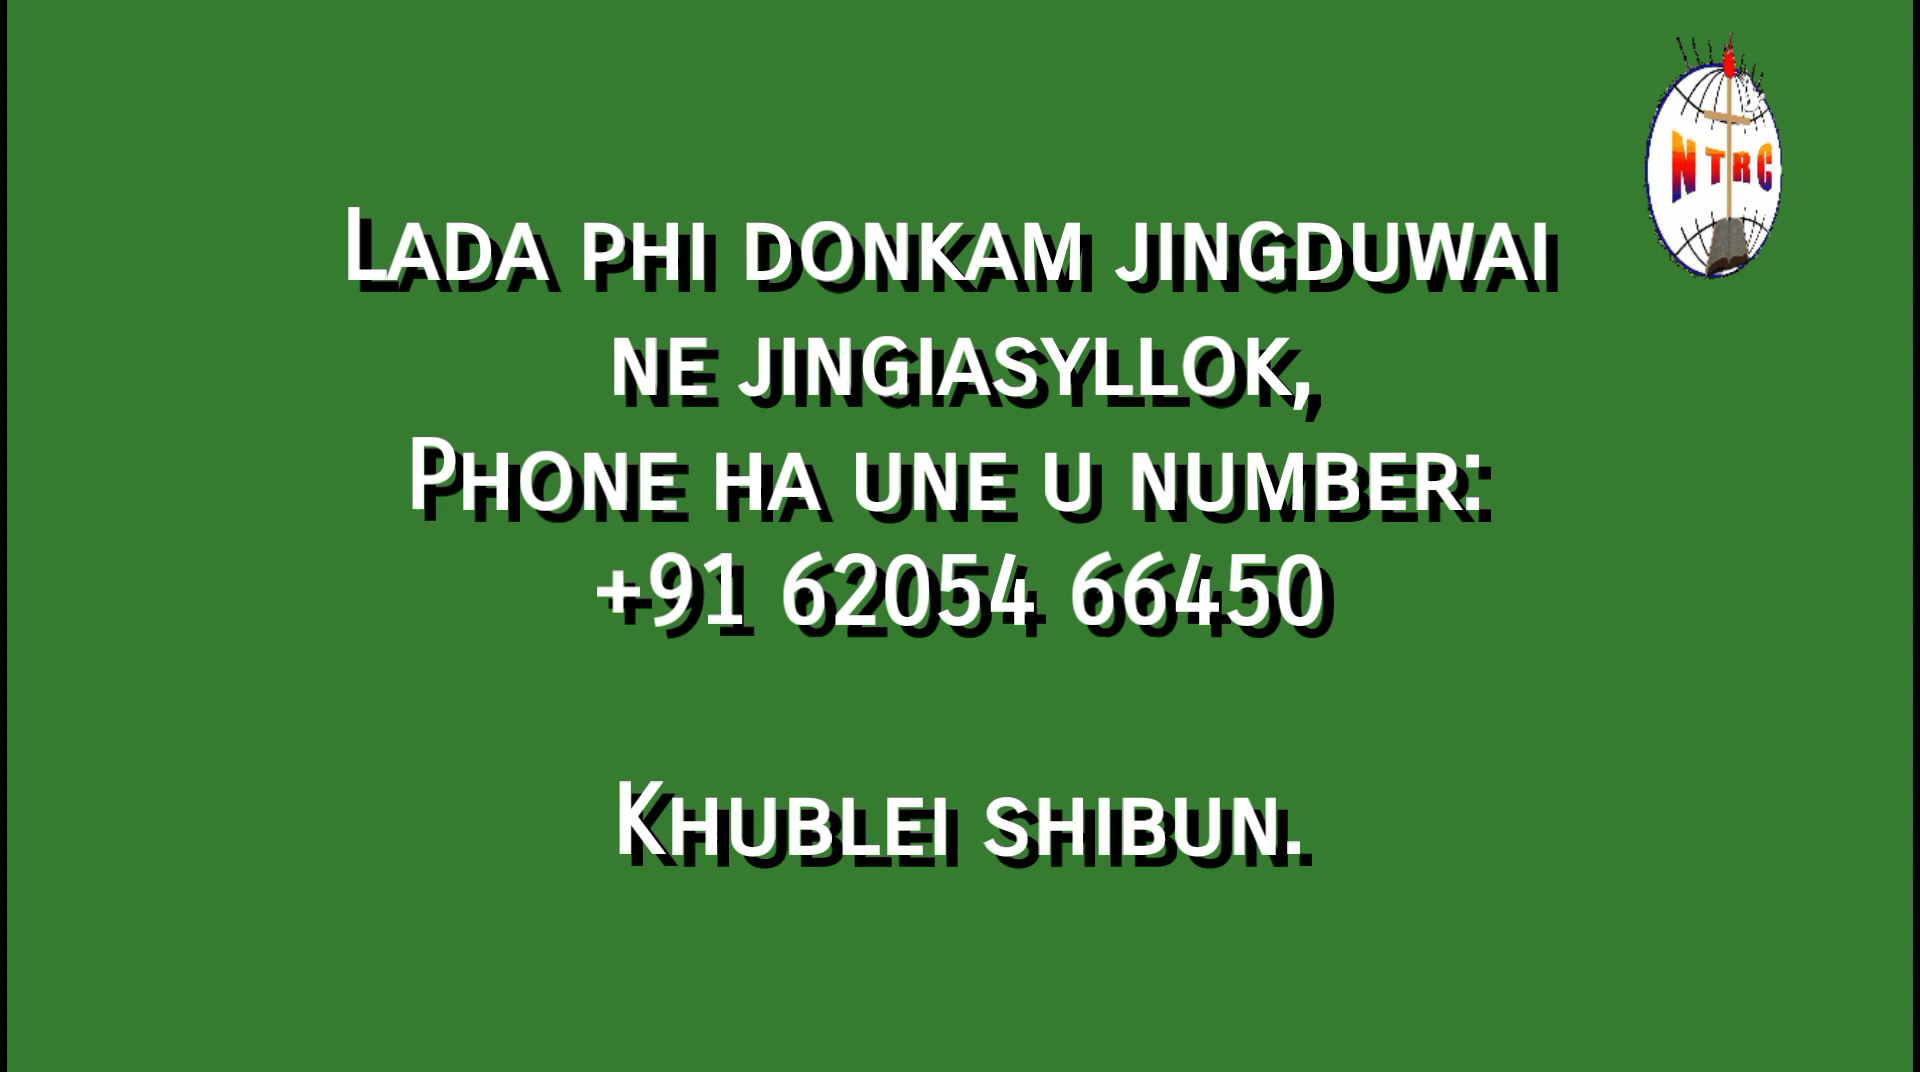 NTRC
Lada phi donkam jingduwai
ne jingiasyllok,
Phone ha une u number:
+91 62054 66450
Khublei shibun.